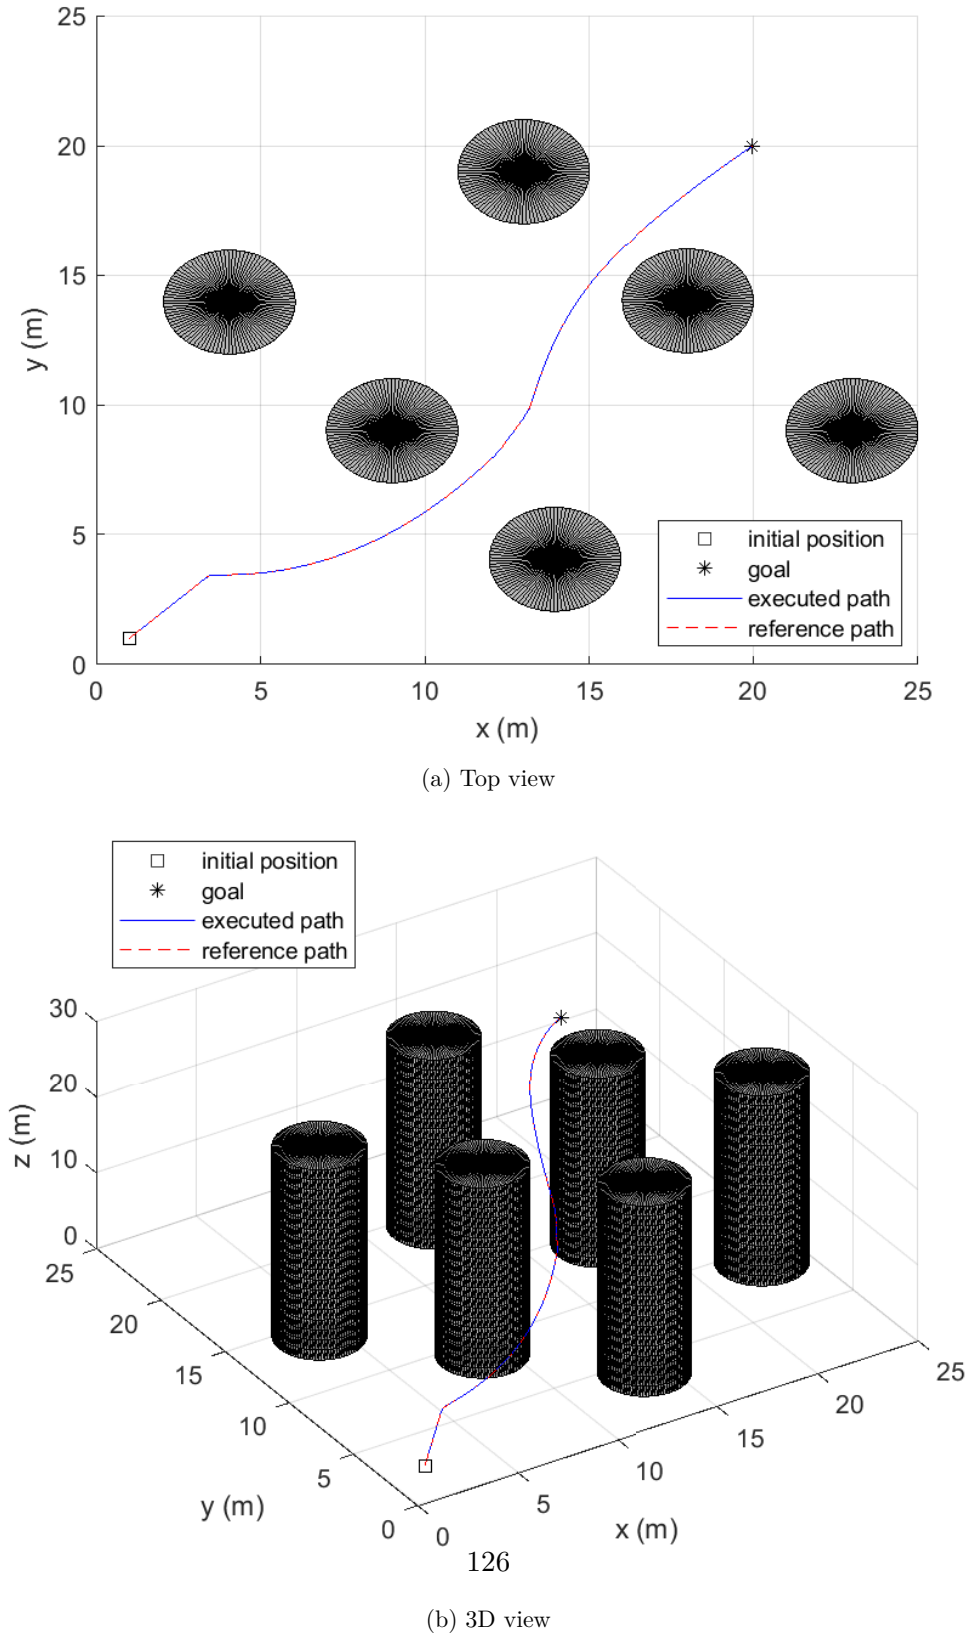 25
20
15
10
5
0
y (m)
0 5 10 15 20 25
x (m)
initial position
goal
executed path
reference path
(a) Top view
initial position
goal
executed path
reference path
30
20
10
0
z (m)
25
20
15
10
5
0
y (m)
0
5
10
15
20
25
x (m)
126
(b) 3D view